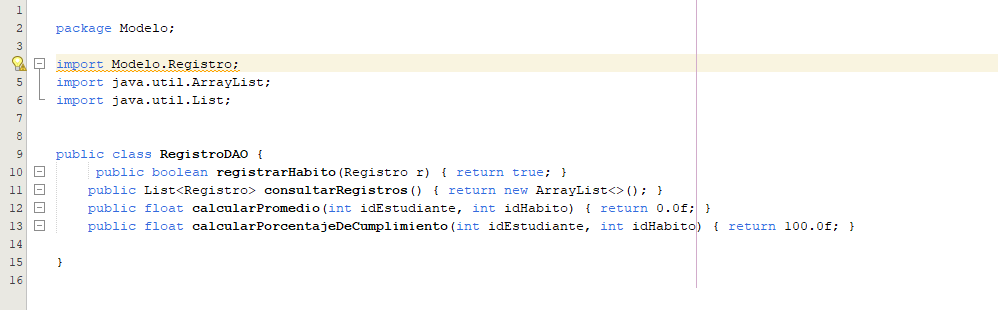 1
2 package Modelo;
3
import Modelo.Registro;
5 import java.util.ArrayList;
6 import java.util.List;
7
8
9 public class RegistroDAO {
10 public boolean registrarHabito(Registro r) { return true; }
11 public List<Registro> consultarRegistros() { return new ArrayList<>(); }
12 public float calcularPromedio(int idEstudiante, int idHabito) { return 0.0f; }
13 public float calcularPorcentajeDeCumplimiento(int idEstudiante, int idHabito) { return 100.0f; }
14
15 }
16